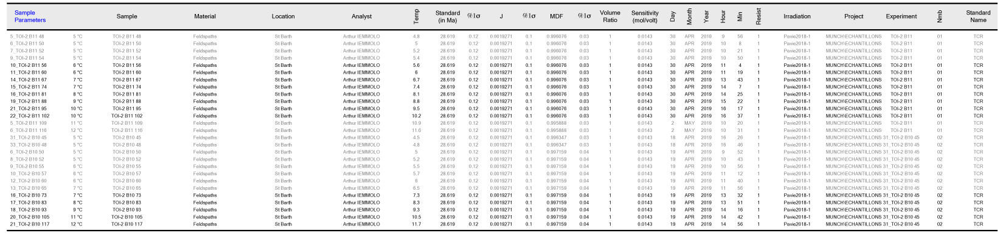 Sample Parameters Sample Material Location Analyst Temp Standard (in Ma) %1σ J %1σ MDF %1σ Volume Ratio Sensitivity (mol/volt) Day Month Year Hour Min Resist Irradiation Project Experiment Nmb Standard Name
5_TOI-2 B11 48 5 °C TOI-2 B11 48 Feldspaths St Barth Arthur IEMMOLO 4.8 28.619 0.12 0.0019271 0.1 0.996076 0.03 1 0.0143 30 APR 2019 9 56 1 Pavie2018-1 MUNCH\ECHANTILLONS TOI-2 B11 01 TCR
6_TOI-2 B11 50 5 °C TOI-2 B11 50 Feldspaths St Barth Arthur IEMMOLO 5 28.619 0.12 0.0019271 0.1 0.996076 0.03 1 0.0143 30 APR 2019 10 8 1 Pavie2018-1 MUNCH\ECHANTILLONS TOI-2 B11 01 TCR
7_TOI-2 B11 52 5 °C TOI-2 B11 52 Feldspaths St Barth Arthur IEMMOLO 5.2 28.619 0.12 0.0019271 0.1 0.996076 0.03 1 0.0143 30 APR 2019 10 21 1 Pavie2018-1 MUNCH\ECHANTILLONS TOI-2 B11 01 TCR
9_TOI-2 B11 54 5 °C TOI-2 B11 54 Feldspaths St Barth Arthur IEMMOLO 5.4 28.619 0.12 0.0019271 0.1 0.996076 0.03 1 0.0143 30 APR 2019 10 50 1 Pavie2018-1 MUNCH\ECHANTILLONS TOI-2 B11 01 TCR
10_TOI-2 B11 56 6 °C TOI-2 B11 56 Feldspaths St Barth Arthur IEMMOLO 5.6 28.619 0.12 0.0019271 0.1 0.996076 0.03 1 0.0143 30 APR 2019 11 4 1 Pavie2018-1 MUNCH\ECHANTILLONS TOI-2 B11 01 TCR
11_TOI-2 B11 60 6 °C TOI-2 B11 60 Feldspaths St Barth Arthur IEMMOLO 6 28.619 0.12 0.0019271 0.1 0.996076 0.03 1 0.0143 30 APR 2019 11 19 1 Pavie2018-1 MUNCH\ECHANTILLONS TOI-2 B11 01 TCR
14_TOI-2 B11 67 7 °C TOI-2 B11 67 Feldspaths St Barth Arthur IEMMOLO 6.7 28.619 0.12 0.0019271 0.1 0.996076 0.03 1 0.0143 30 APR 2019 13 43 1 Pavie2018-1 MUNCH\ECHANTILLONS TOI-2 B11 01 TCR
15_TOI-2 B11 74 7 °C TOI-2 B11 74 Feldspaths St Barth Arthur IEMMOLO 7.4 28.619 0.12 0.0019271 0.1 0.996076 0.03 1 0.0143 30 APR 2019 14 7 1 Pavie2018-1 MUNCH\ECHANTILLONS TOI-2 B11 01 TCR
16_TOI-2 B11 81 8 °C TOI-2 B11 81 Feldspaths St Barth Arthur IEMMOLO 8.1 28.619 0.12 0.0019271 0.1 0.996076 0.03 1 0.0143 30 APR 2019 14 25 1 Pavie2018-1 MUNCH\ECHANTILLONS TOI-2 B11 01 TCR
19_TOI-2 B11 88 9 °C TOI-2 B11 88 Feldspaths St Barth Arthur IEMMOLO 8.8 28.619 0.12 0.0019271 0.1 0.996076 0.03 1 0.0143 30 APR 2019 15 22 1 Pavie2018-1 MUNCH\ECHANTILLONS TOI-2 B11 01 TCR
21_TOI-2 B11 95 10 °C TOI-2 B11 95 Feldspaths St Barth Arthur IEMMOLO 9.5 28.619 0.12 0.0019271 0.1 0.996076 0.03 1 0.0143 30 APR 2019 16 17 1 Pavie2018-1 MUNCH\ECHANTILLONS TOI-2 B11 01 TCR
22_TOI-2 B11 102 10 °C TOI-2 B11 102 Feldspaths St Barth Arthur IEMMOLO 10.2 28.619 0.12 0.0019271 0.1 0.996076 0.03 1 0.0143 30 APR 2019 16 37 1 Pavie2018-1 MUNCH\ECHANTILLONS TOI-2 B11 01 TCR
5_TOI-2 B11 109 11 °C TOI-2 B11 109 Feldspaths St Barth Arthur IEMMOLO 10.9 28.619 0.12 0.0019271 0.1 0.995888 0.03 1 0.0143 2 MAY 2019 10 20 1 Pavie2018-1 MUNCH\ECHANTILLONS TOI-2 B11 01 TCR
6_TOI-2 B11 116 12 °C TOI-2 B11 116 Feldspaths St Barth Arthur IEMMOLO 11.6 28.619 0.12 0.0019271 0.1 0.995888 0.03 1 0.0143 2 MAY 2019 10 31 1 Pavie2018-1 MUNCH\ECHANTILLONS TOI-2 B11 01 TCR
31_TOI-2 B10 45 5 °C TOI-2 B10 45 Feldspaths St Barth Arthur IEMMOLO 4.5 28.619 0.12 0.0019271 0.1 0.996347 0.03 1 0.0143 18 APR 2019 16 26 1 Pavie2018-1 MUNCH\ECHANTILLONS 31_TOI-2 B10 45 02 TCR
33_TOI-2 B10 48 5 °C TOI-2 B10 48 Feldspaths St Barth Arthur IEMMOLO 4.8 28.619 0.12 0.0019271 0.1 0.996347 0.03 1 0.0143 18 APR 2019 16 46 1 Pavie2018-1 MUNCH\ECHANTILLONS 31_TOI-2 B10 45 02 TCR
6_TOI-2 B10 50 5 °C TOI-2 B10 50 Feldspaths St Barth Arthur IEMMOLO 5 28.619 0.12 0.0019271 0.1 0.997159 0.04 1 0.0143 19 APR 2019 9 52 1 Pavie2018-1 MUNCH\ECHANTILLONS 31_TOI-2 B10 45 02 TCR
8_TOI-2 B10 52 5 °C TOI-2 B10 52 Feldspaths St Barth Arthur IEMMOLO 5.2 28.619 0.12 0.0019271 0.1 0.997159 0.04 1 0.0143 19 APR 2019 10 43 1 Pavie2018-1 MUNCH\ECHANTILLONS 31_TOI-2 B10 45 02 TCR
9_TOI-2 B10 55 6 °C TOI-2 B10 55 Feldspaths St Barth Arthur IEMMOLO 5.5 28.619 0.12 0.0019271 0.1 0.997159 0.04 1 0.0143 19 APR 2019 10 56 1 Pavie2018-1 MUNCH\ECHANTILLONS 31_TOI-2 B10 45 02 TCR
10_TOI-2 B10 57 6 °C TOI-2 B10 57 Feldspaths St Barth Arthur IEMMOLO 5.7 28.619 0.12 0.0019271 0.1 0.997159 0.04 1 0.0143 19 APR 2019 11 12 1 Pavie2018-1 MUNCH\ECHANTILLONS 31_TOI-2 B10 45 02 TCR
12_TOI-2 B10 60 6 °C TOI-2 B10 60 Feldspaths St Barth Arthur IEMMOLO 6 28.619 0.12 0.0019271 0.1 0.997159 0.04 1 0.0143 19 APR 2019 11 40 1 Pavie2018-1 MUNCH\ECHANTILLONS 31_TOI-2 B10 45 02 TCR
13_TOI-2 B10 65 7 °C TOI-2 B10 65 Feldspaths St Barth Arthur IEMMOLO 6.5 28.619 0.12 0.0019271 0.1 0.997159 0.04 1 0.0143 19 APR 2019 11 56 1 Pavie2018-1 MUNCH\ECHANTILLONS 31_TOI-2 B10 45 02 TCR
16_TOI-2 B10 73 7 °C TOI-2 B10 73 Feldspaths St Barth Arthur IEMMOLO 7.3 28.619 0.12 0.0019271 0.1 0.997159 0.04 1 0.0143 19 APR 2019 13 32 1 Pavie2018-1 MUNCH\ECHANTILLONS 31_TOI-2 B10 45 02 TCR
17_TOI-2 B10 83 8 °C TOI-2 B10 83 Feldspaths St Barth Arthur IEMMOLO 8.3 28.619 0.12 0.0019271 0.1 0.997159 0.04 1 0.0143 19 APR 2019 13 51 1 Pavie2018-1 MUNCH\ECHANTILLONS 31_TOI-2 B10 45 02 TCR
18_TOI-2 B10 93 9 °C TOI-2 B10 93 Feldspaths St Barth Arthur IEMMOLO 9.3 28.619 0.12 0.0019271 0.1 0.997159 0.04 1 0.0143 19 APR 2019 14 16 1 Pavie2018-1 MUNCH\ECHANTILLONS 31_TOI-2 B10 45 02 TCR
20_TOI-2 B10 105 11 °C TOI-2 B10 105 Feldspaths St Barth Arthur IEMMOLO 10.5 28.619 0.12 0.0019271 0.1 0.997159 0.04 1 0.0143 19 APR 2019 14 42 1 Pavie2018-1 MUNCH\ECHANTILLONS 31_TOI-2 B10 45 02 TCR
21_TOI-2 B10 117 12 °C TOI-2 B10 117 Feldspaths St Barth Arthur IEMMOLO 11.7 28.619 0.12 0.0019271 0.1 0.997159 0.04 1 0.0143 19 APR 2019 14 56 1 Pavie2018-1 MUNCH\ECHANTILLONS 31_TOI-2 B10 45 02 TCR